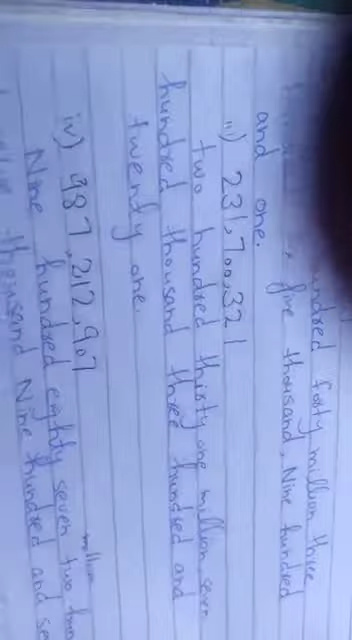 hundred forty million three
five thousand, Nine hundred
and one.
iii) 231,700,321
two hundred thirty one million seven
hundred thousand three hundred and
twenty one.
iv) 987,212,907
million
Nine hundred eighty seven two
thousand Nine hundred and